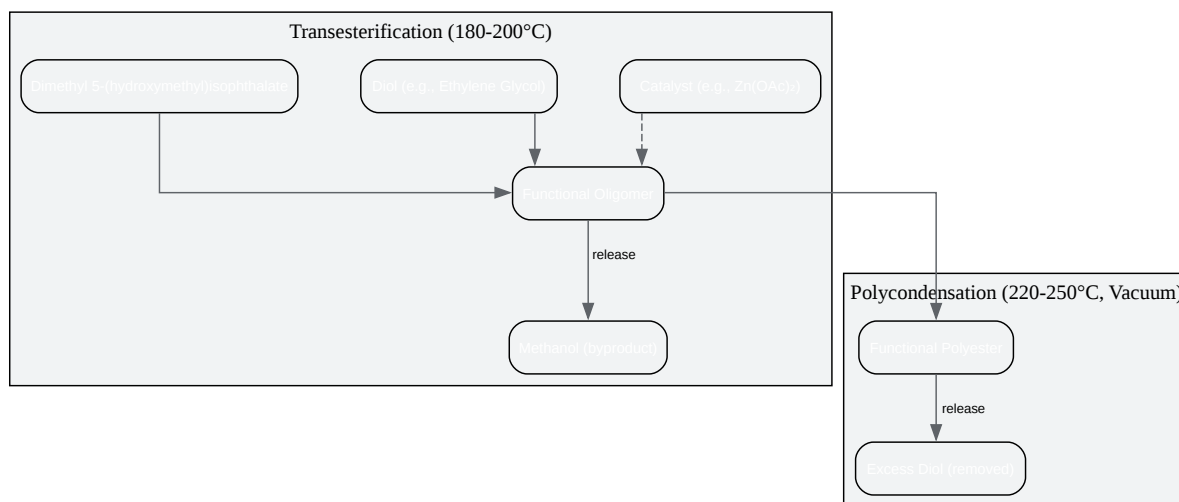 Transesterification (180-200°C)
Dimethyl 5-(hydroxymethyl)isophthalate
Diol (e.g., Ethylene Glycol)
Catalyst (e.g., Zn(OAc)₂)
Functional Oligomer
release
Methanol (byproduct)
Polycondensation (220-250°C, Vacuum)
Functional Polyester
release
Excess Diol (removed)